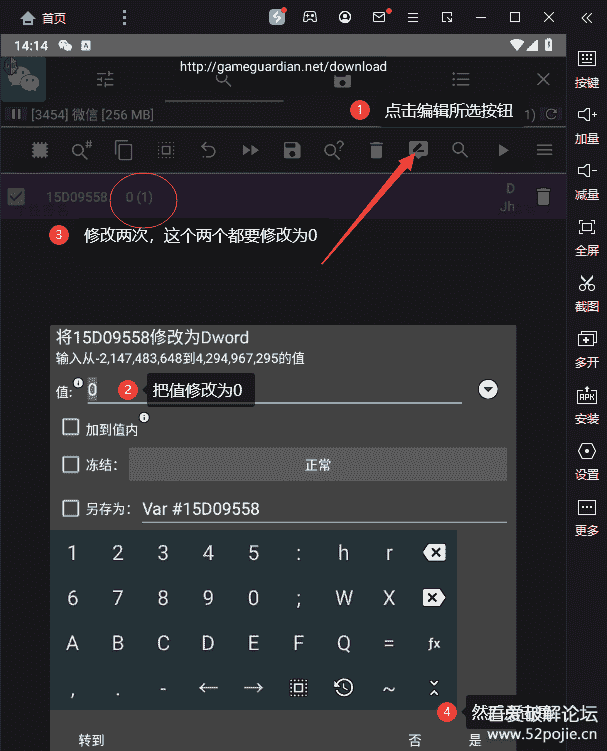 首页
14:14
A
http://gameguardian.net/download
1 点击编辑所选按钮
[3454] 微信 [256 MB]
1)
15D09558: 0 (1)
D
Jh
3 修改两次，这个两个都要修改为0
将15D09558修改为Dword
输入从-2,147,483,648到4,294,967,295的值
值: 0
2 把值修改为0
加到值内
冻结:
正常
另存为: Var #15D09558
1 2 3 4 5 : h r
6 7 8 9 0 ; W X
A B C D E F Q = fx
, . - ← → ~
4
转到
否
是
按键
加量
减量
全屏
截图
多开
APK
安装
设置
更多
吾爱破解论坛
www.52pojie.cn